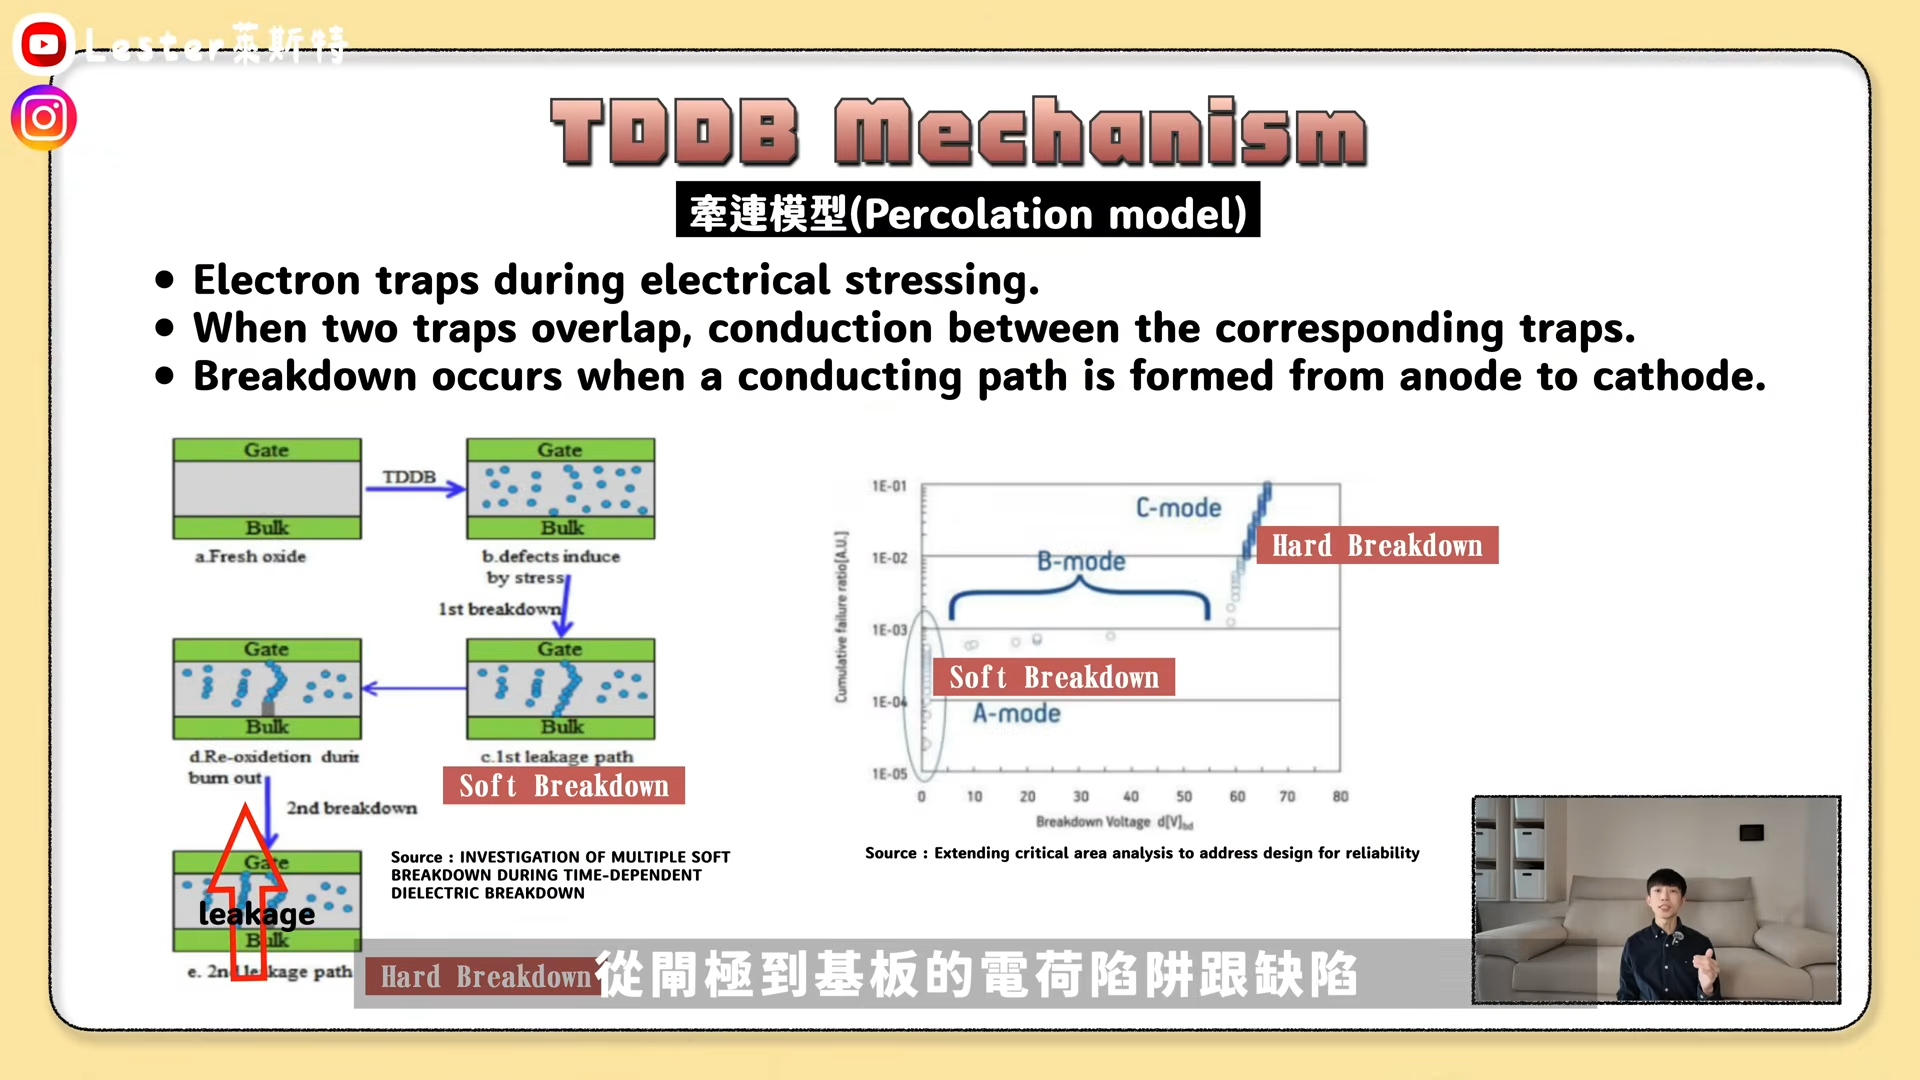 Lester萊斯特
TDDB Mechanism
牽連模型(Percolation model)
• Electron traps during electrical stressing.
• When two traps overlap, conduction between the corresponding traps.
• Breakdown occurs when a conducting path is formed from anode to cathode.
Gate
Bulk
a.Fresh oxide
TDDB
Gate
Bulk
b.defects induce
by stress
1st breakdown
Gate
Bulk
d.Re-oxidetion durir
burn out
Gate
Bulk
c.1st leakage path
Soft Breakdown
2nd breakdown
Gate
leakage
Bulk
e. 2nd leakage path
Hard Breakdown
Source : INVESTIGATION OF MULTIPLE SOFT
BREAKDOWN DURING TIME-DEPENDENT
DIELECTRIC BREAKDOWN
Cumulative failure ratio[A.U.]
1E-01
1E-02
1E-03
1E-04
1E-05
C-mode
Hard Breakdown
B-mode
Soft Breakdown
A-mode
0 10 20 30 40 50 60 70 80
Breakdown Voltage d[V]bd
Source : Extending critical area analysis to address design for reliability
從閘極到基板的電荷陷阱跟缺陷